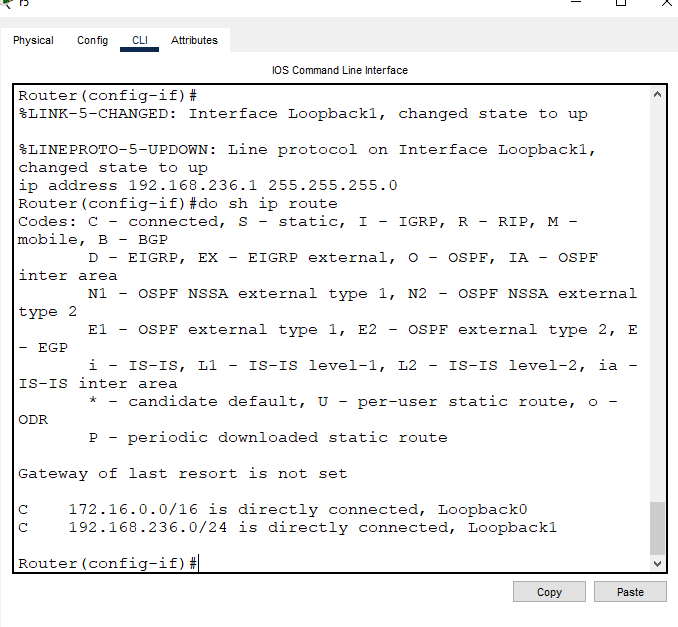 r5
Physical Config CLI Attributes
IOS Command Line Interface
Router(config-if)#
%LINK-5-CHANGED: Interface Loopback1, changed state to up
%LINEPROTO-5-UPDOWN: Line protocol on Interface Loopback1,
changed state to up
ip address 192.168.236.1 255.255.255.0
Router(config-if)#do sh ip route
Codes: C - connected, S - static, I - IGRP, R - RIP, M -
mobile, B - BGP
D - EIGRP, EX - EIGRP external, O - OSPF, IA - OSPF
inter area
N1 - OSPF NSSA external type 1, N2 - OSPF NSSA external
type 2
E1 - OSPF external type 1, E2 - OSPF external type 2, E
- EGP
i - IS-IS, L1 - IS-IS level-1, L2 - IS-IS level-2, ia -
IS-IS inter area
* - candidate default, U - per-user static route, o -
ODR
P - periodic downloaded static route
Gateway of last resort is not set
C 172.16.0.0/16 is directly connected, Loopback0
C 192.168.236.0/24 is directly connected, Loopback1
Router(config-if)#
Copy Paste